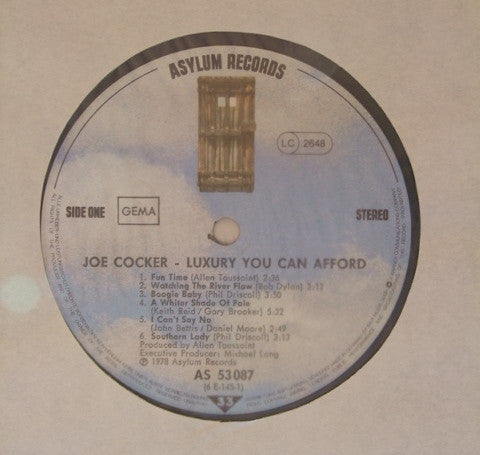 ASYLUM RECORDS
LC 2648
SIDE ONE
GEMA
STEREO
JOE COCKER - LUXURY YOU CAN AFFORD
1. Fun Time (Allen Toussaint) 2:36
2. Watching The River Flow (Bob Dylan) 3:12
3. Boogie Baby (Phil Driscoll) 3:50
4. A Whiter Shade Of Pale
(Keith Reid / Gary Brooker) 5:22
5. I Can't Say No
(John Bettis / Daniel Moore) 2:49
6. Southern Lady (Phil Driscoll) 3:13
Produced by Allen Toussaint
Executive Producer: Michael Lang
℗ 1978 Asylum Records
AS 53 087
(6 E-145-1)
33